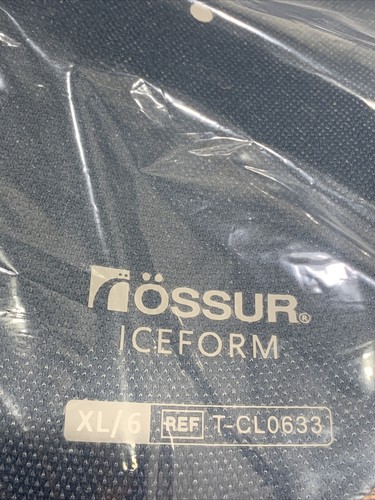 ÖSSUR®
ICEFORM
XL/6 REF T-CL0633